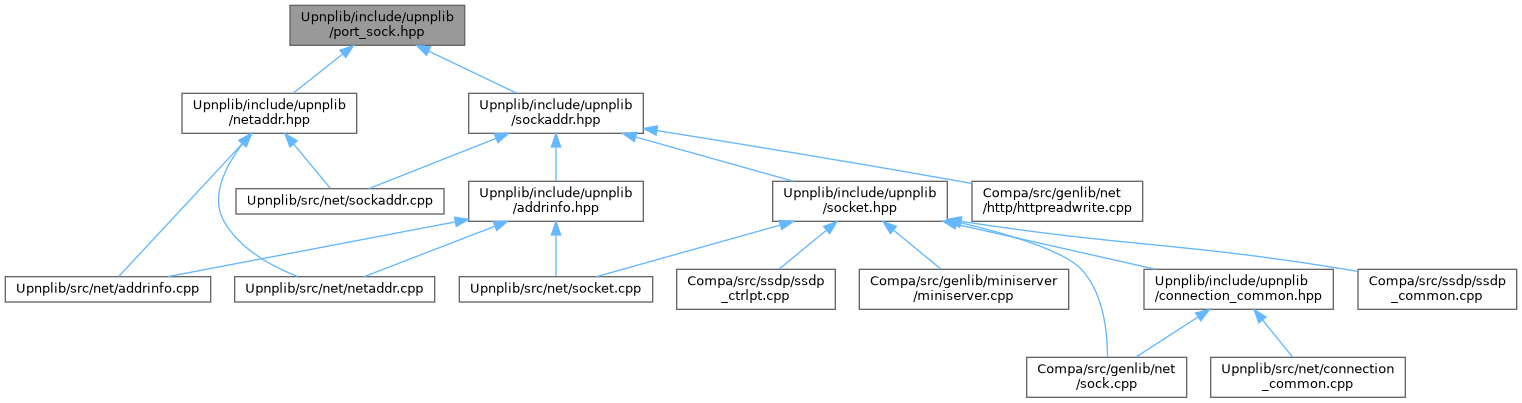 Upnplib/include/upnplib
/port_sock.hpp
Upnplib/include/upnplib
/netaddr.hpp
Upnplib/include/upnplib
/sockaddr.hpp
Upnplib/src/net/sockaddr.cpp
Upnplib/include/upnplib
/addrinfo.hpp
Upnplib/include/upnplib
/socket.hpp
Compa/src/genlib/net
/http/httpreadwrite.cpp
Upnplib/src/net/addrinfo.cpp
Upnplib/src/net/netaddr.cpp
Upnplib/src/net/socket.cpp
Compa/src/ssdp/ssdp
_ctrlpt.cpp
Compa/src/genlib/miniserver
/miniserver.cpp
Upnplib/include/upnplib
/connection_common.hpp
Compa/src/ssdp/ssdp
_common.cpp
Compa/src/genlib/net
/sock.cpp
Upnplib/src/net/connection
_common.cpp